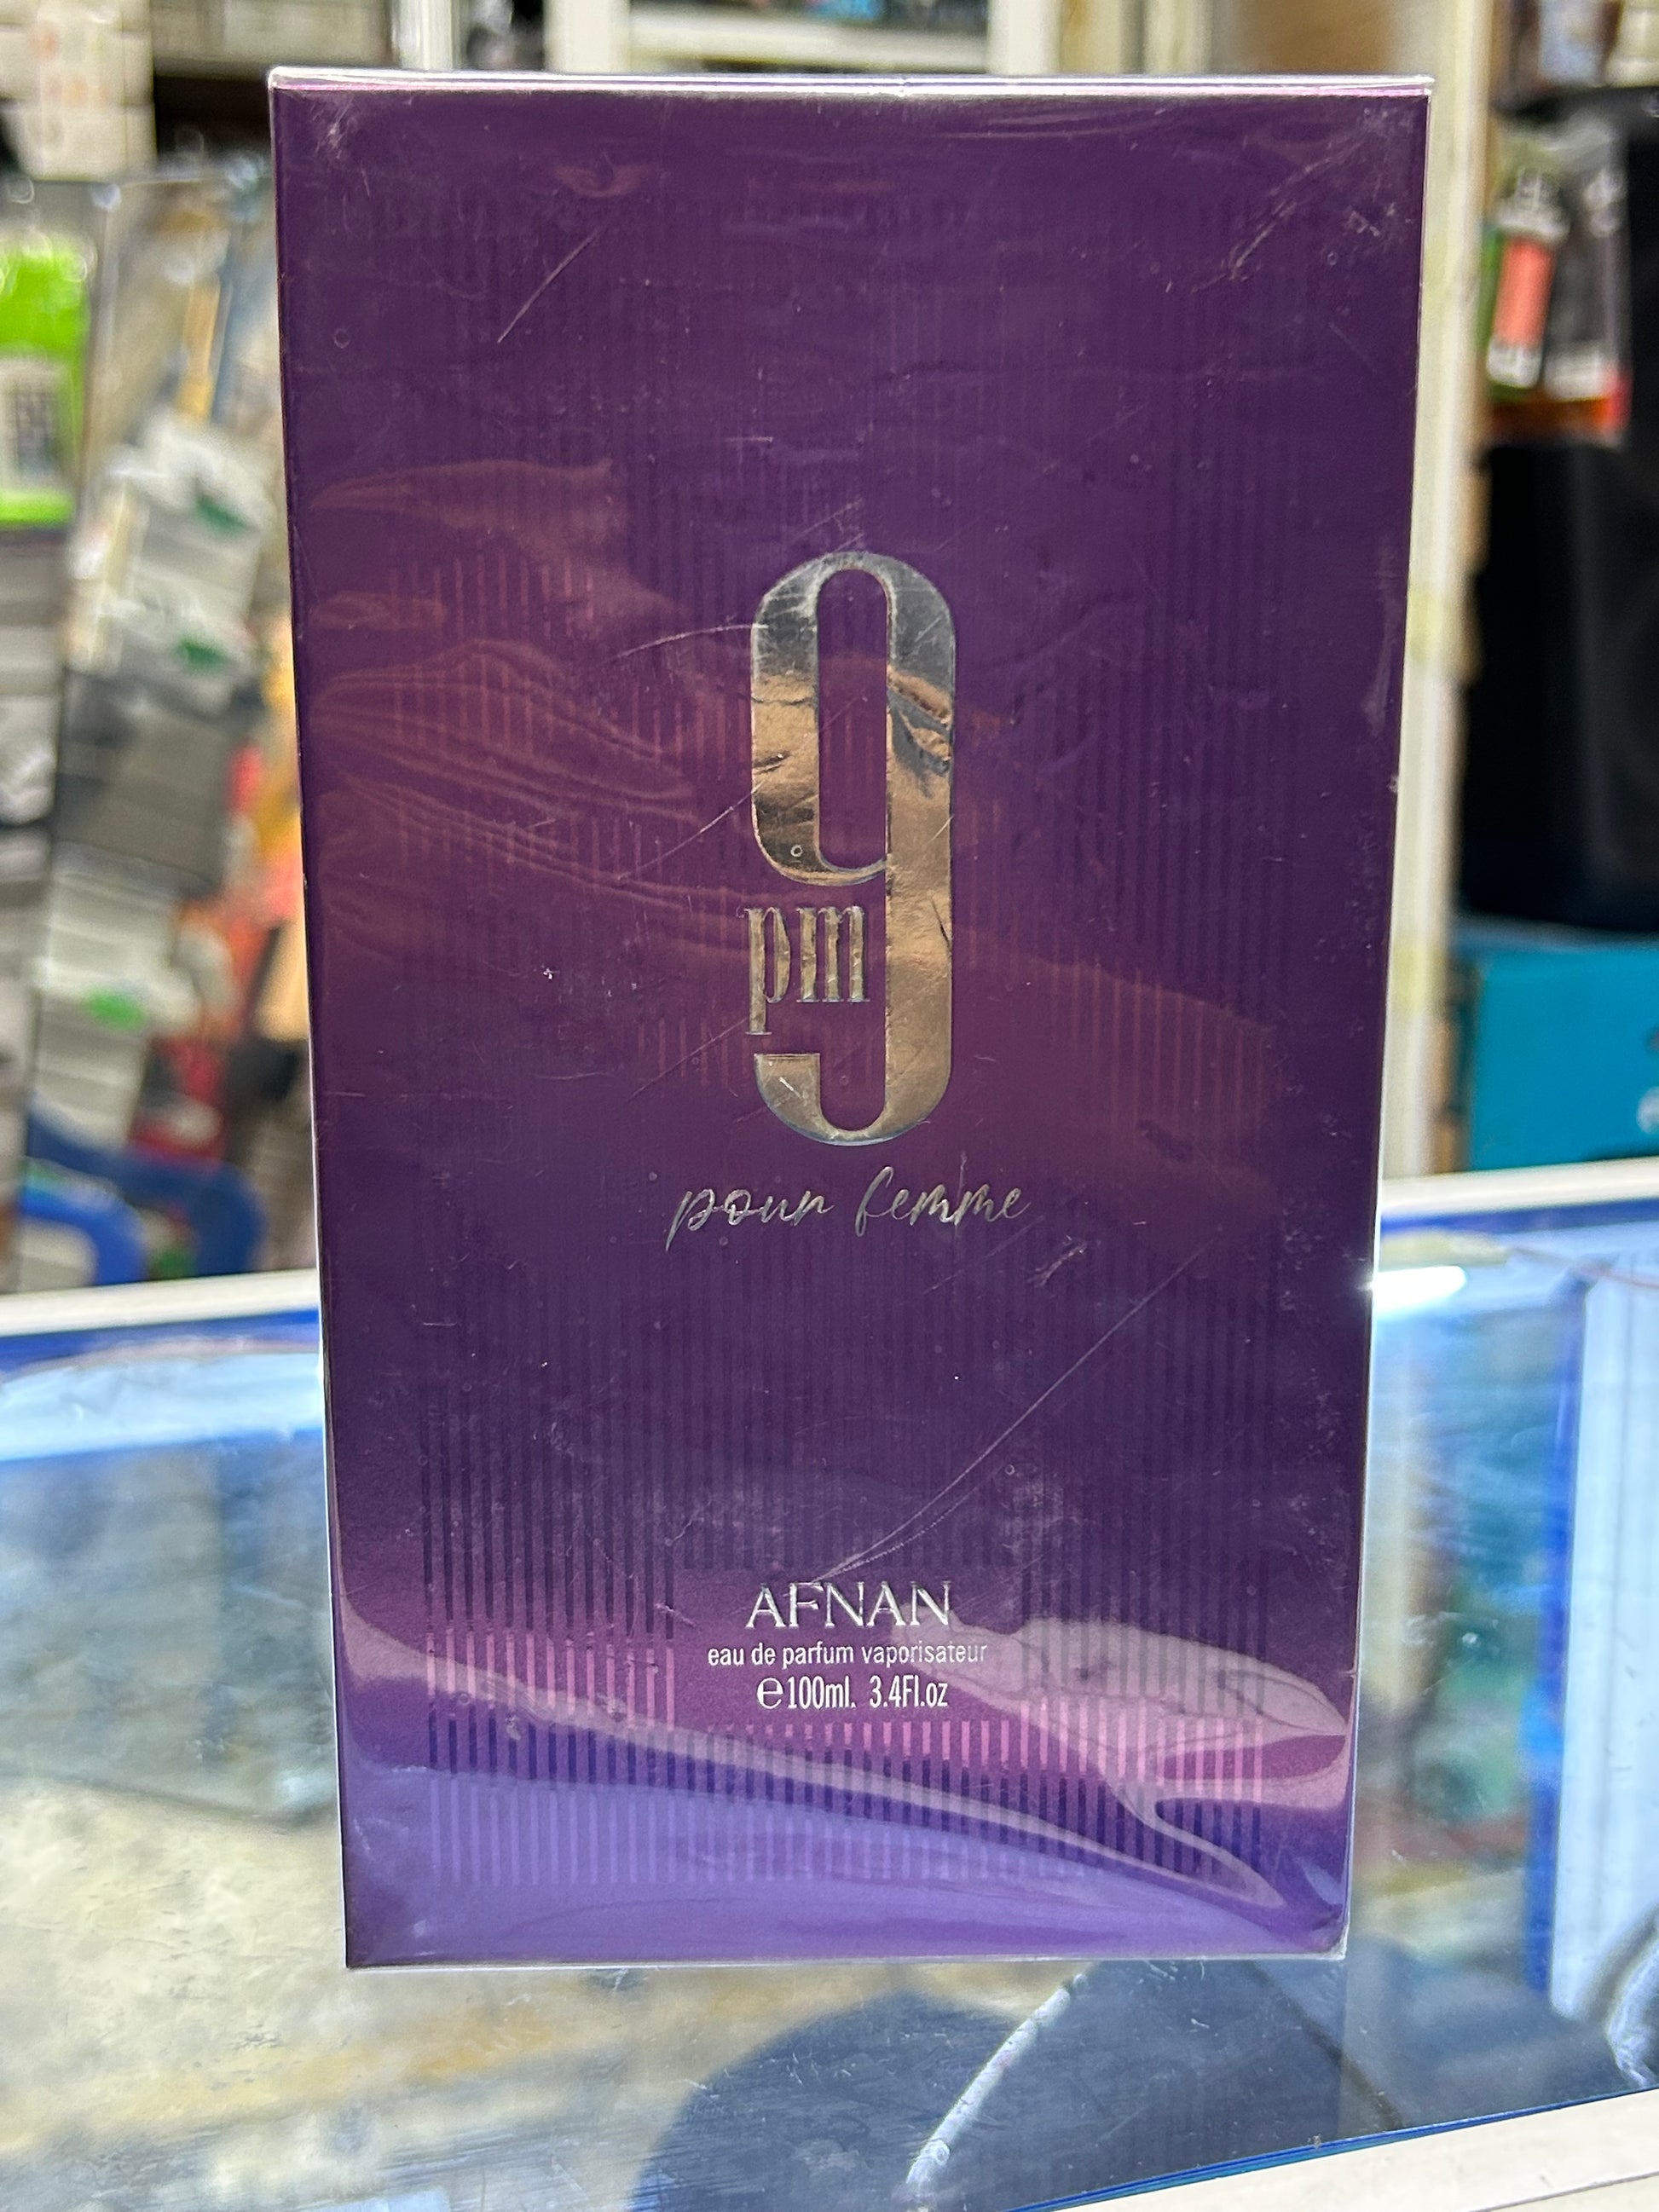 9
pm
pour femme
AFNAN
eau de parfum vaporisateur
℮100ml. 3.4Fl.oz